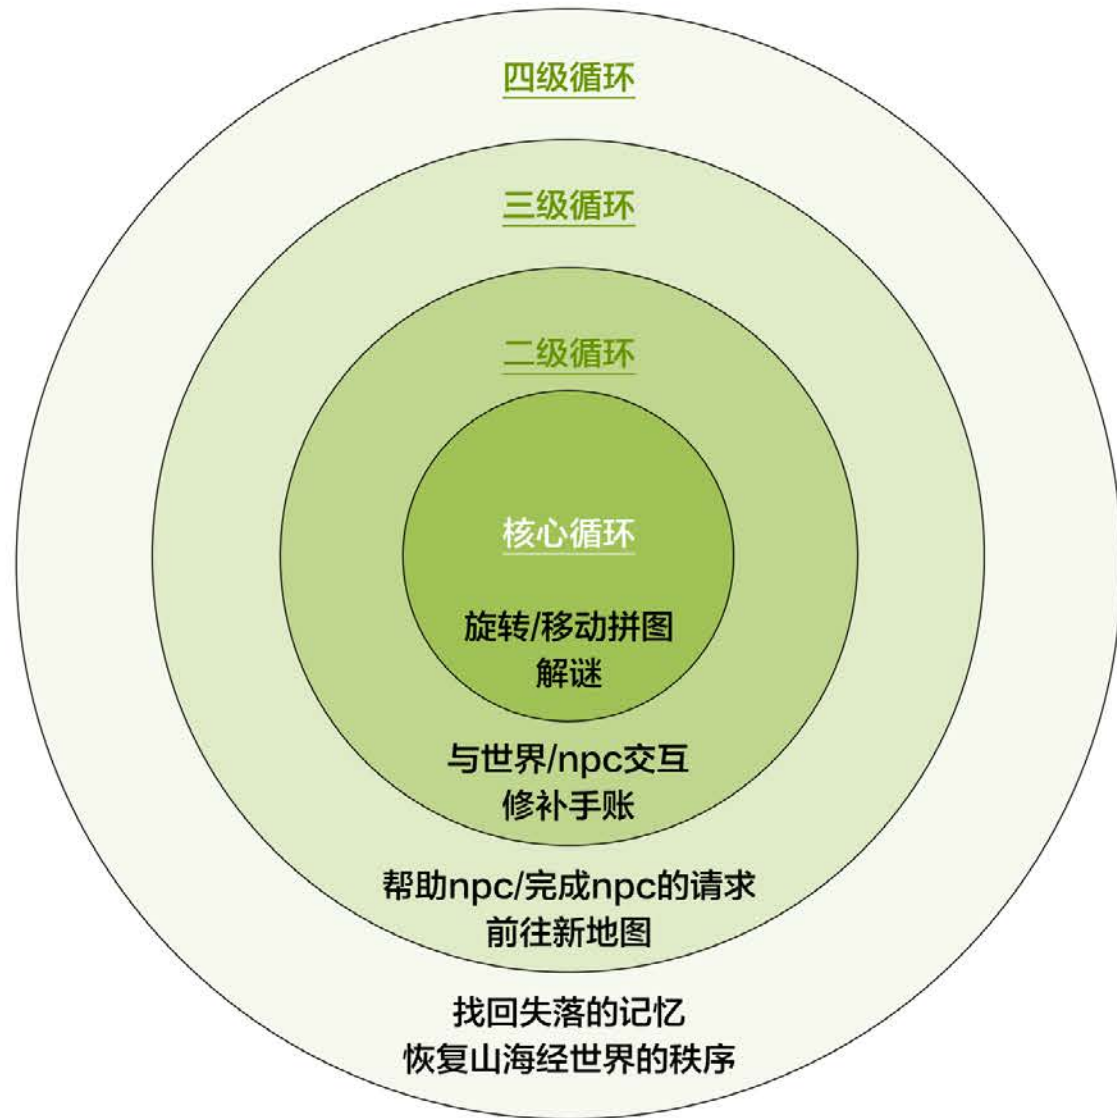 四级循环
三级循环
二级循环
核心循环
旋转/移动拼图
解谜
与世界/npc交互
修补手账
帮助npc/完成npc的请求
前往新地图
找回失落的记忆
恢复山海经世界的秩序